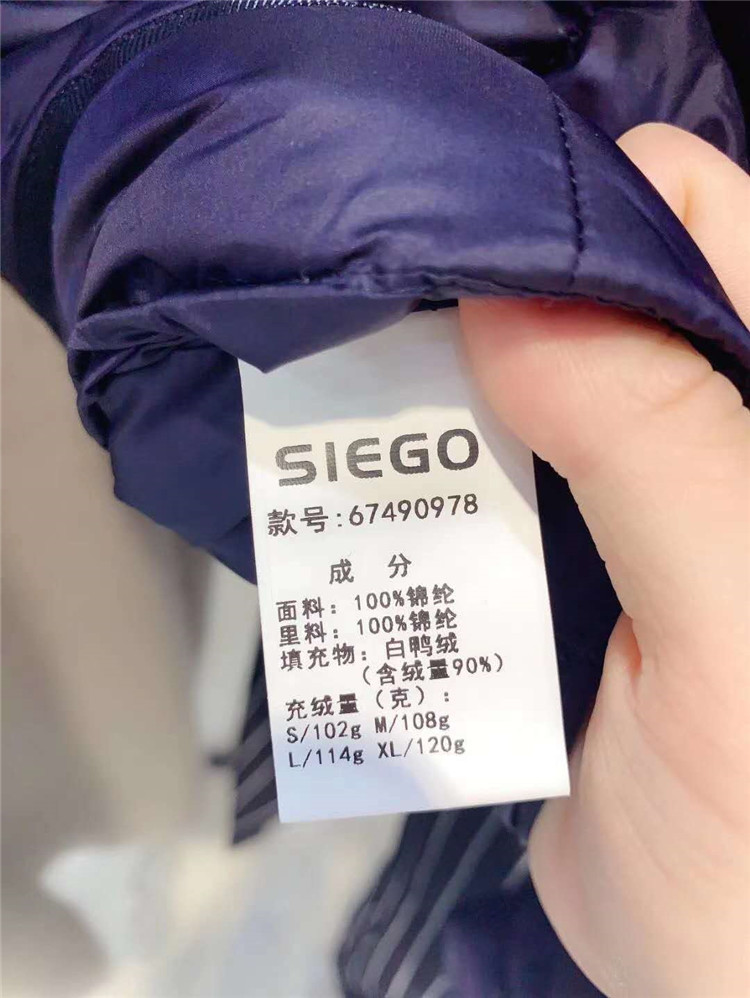 SIEGO
款号:67490978
成 分
面料: 100%锦纶
里料: 100%锦纶
填充物: 白鸭绒
(含绒量90%)
充绒量(克):
S/102g M/108g
L/114g XL/120g